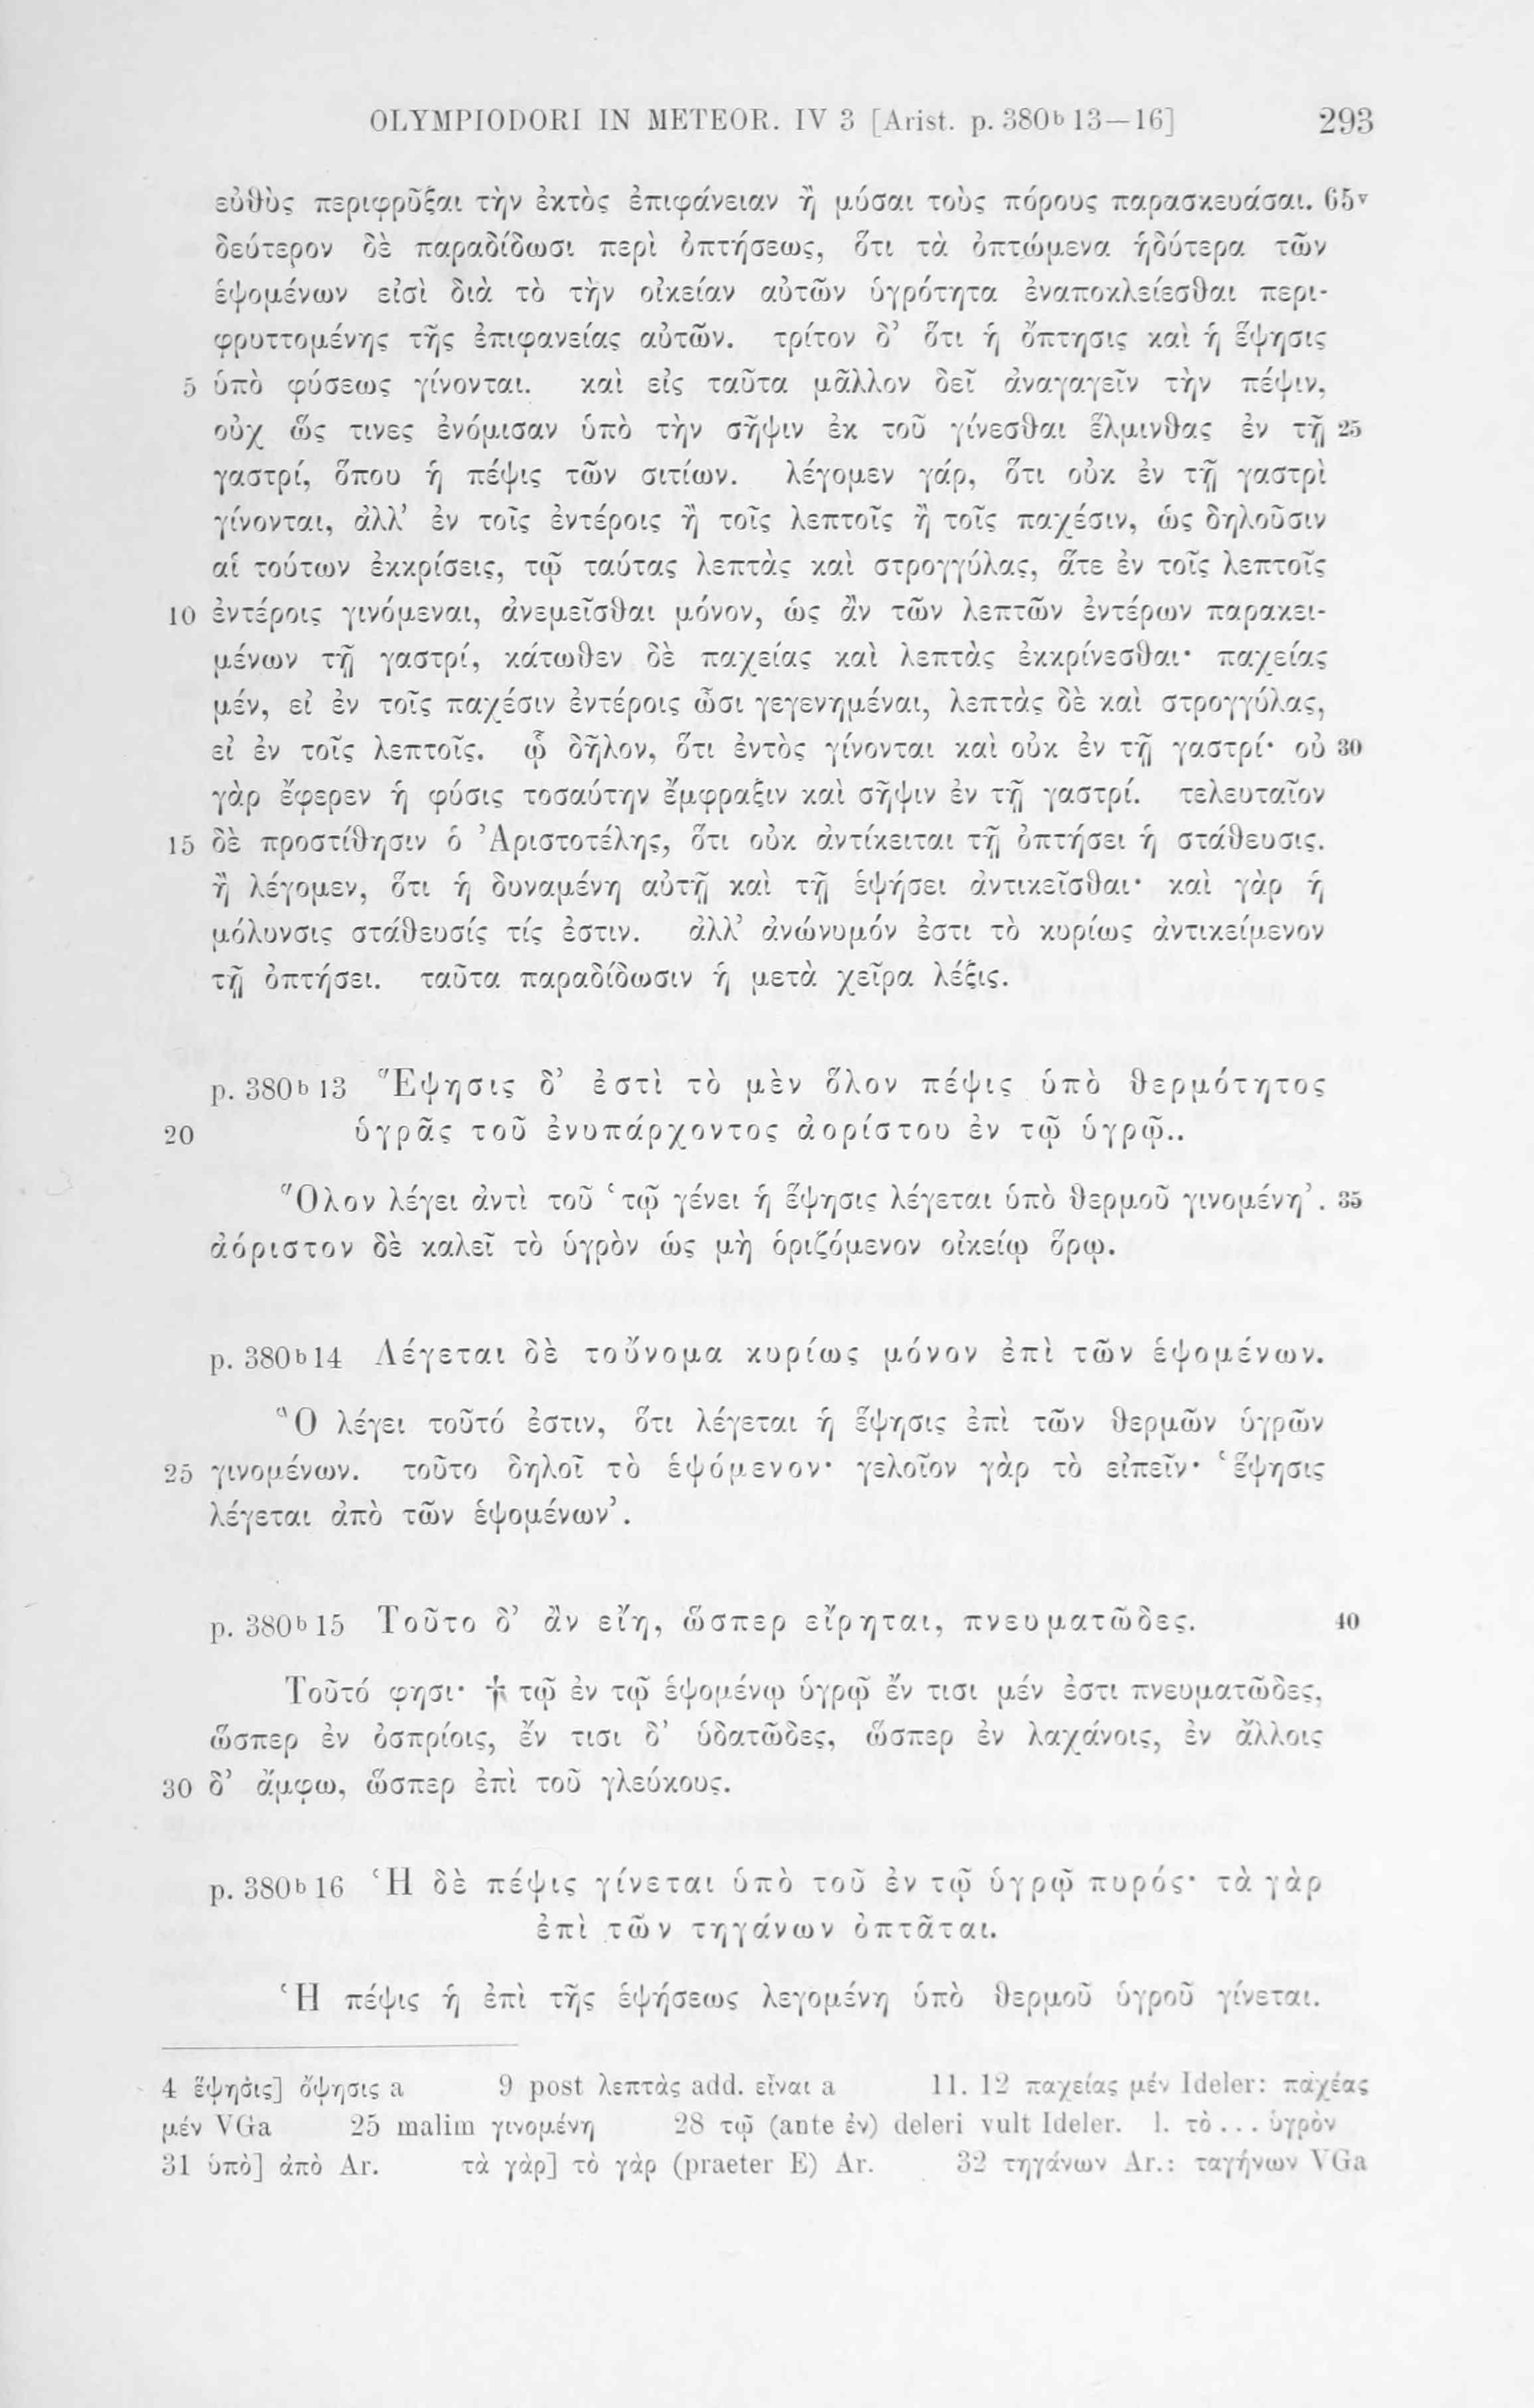 OLYMPIODORI IN METEOR. IV 3 [Arist. p. 380ᵇ 13—16] 293
εὐθὺς περιφρῦξαι τὴν ἐκτὸς ἐπιφάνειαν ἢ μύσαι τοὺς πόρους παρασκευάσαι. 65ᵛ
δεύτερον δὲ παραδίδωσι περὶ ὀπτήσεως, ὅτι τὰ ὀπτώμενα ἡδύτερα τῶν
ἑψομένων εἰσὶ διὰ τὸ τὴν οἰκείαν αὐτῶν ὑγρότητα ἐναποκλείεσθαι περι-
φρυττομένης τῆς ἐπιφανείας αὐτῶν. τρίτον δ’ ὅτι ἡ ὄπτησις καὶ ἡ ἕψησις
5 ὑπὸ φύσεως γίνονται. καὶ εἰς ταῦτα μᾶλλον δεῖ ἀναγαγεῖν τὴν πέψιν,
οὐχ ὥς τινες ἐνόμισαν ὑπὸ τὴν σῆψιν ἐκ τοῦ γίνεσθαι ἕλμινθας ἐν τῇ 25
γαστρί, ὅπου ἡ πέψις τῶν σιτίων. λέγομεν γάρ, ὅτι οὐκ ἐν τῇ γαστρὶ
γίνονται, ἀλλ’ ἐν τοῖς ἐντέροις ἢ τοῖς λεπτοῖς ἢ τοῖς παχέσιν, ὡς δηλοῦσιν
αἱ τούτων ἐκκρίσεις, τῷ ταύτας λεπτὰς καὶ στρογγύλας, ἅτε ἐν τοῖς λεπτοῖς
10 ἐντέροις γινόμεναι, ἀνεμεῖσθαι μόνον, ὡς ἂν τῶν λεπτῶν ἐντέρων παρακει-
μένων τῇ γαστρί, κάτωθεν δὲ παχείας καὶ λεπτὰς ἐκκρίνεσθαι· παχείας
μέν, εἰ ἐν τοῖς παχέσιν ἐντέροις ὦσι γεγενημέναι, λεπτὰς δὲ καὶ στρογγύλας,
εἰ ἐν τοῖς λεπτοῖς. ᾧ δῆλον, ὅτι ἐντὸς γίνονται καὶ οὐκ ἐν τῇ γαστρί· οὐ 30
γὰρ ἔφερεν ἡ φύσις τοσαύτην ἔμφραξιν καὶ σῆψιν ἐν τῇ γαστρί. τελευταῖον
15 δὲ προστίθησιν ὁ Ἀριστοτέλης, ὅτι οὐκ ἀντίκειται τῇ ὀπτήσει ἡ στάθευσις.
ἢ λέγομεν, ὅτι ἡ δυναμένη αὐτῇ καὶ τῇ ἑψήσει ἀντικεῖσθαι· καὶ γὰρ ἡ
μόλυνσις στάθευσίς τίς ἐστιν. ἀλλ’ ἀνώνυμόν ἐστι τὸ κυρίως ἀντικείμενον
τῇ ὀπτήσει. ταῦτα παραδίδωσιν ἡ μετὰ χεῖρα λέξις.
p. 380ᵇ 13 Ἕψησις δ’ ἐστὶ τὸ μὲν ὅλον πέψις ὑπὸ θερμότητος
20 ὑγρᾶς τοῦ ἐνυπάρχοντος ἀορίστου ἐν τῷ ὑγρῷ..
Ὅλον λέγει ἀντὶ τοῦ ‘τῷ γένει ἡ ἕψησις λέγεται ὑπὸ θερμοῦ γινομένη’. 35
ἀόριστον δὲ καλεῖ τὸ ὑγρὸν ὡς μὴ ὁριζόμενον οἰκείῳ ὅρῳ.
p. 380ᵇ 14 Λέγεται δὲ τοὔνομα κυρίως μόνον ἐπὶ τῶν ἑψομένων.
Ὃ λέγει τοῦτό ἐστιν, ὅτι λέγεται ἡ ἕψησις ἐπὶ τῶν θερμῶν ὑγρῶν
25 γινομένων. τοῦτο δηλοῖ τὸ ἑψόμενον· γελοῖον γὰρ τὸ εἰπεῖν· ‘ἕψησις
λέγεται ἀπὸ τῶν ἑψομένων’.
p. 380ᵇ 15 Τοῦτο δ’ ἂν εἴη, ὥσπερ εἴρηται, πνευματῶδες. 40
Τοῦτό φησι· † τῷ ἐν τῷ ἑψομένῳ ὑγρῷ ἔν τισι μέν ἐστι πνευματῶδες,
ὥσπερ ἐν ὀσπρίοις, ἔν τισι δ’ ὑδατῶδες, ὥσπερ ἐν λαχάνοις, ἐν ἄλλοις
30 δ’ ἄμφω, ὥσπερ ἐπὶ τοῦ γλεύκους.
p. 380ᵇ 16 Ἡ δὲ πέψις γίνεται ὑπὸ τοῦ ἐν τῷ ὑγρῷ πυρός· τὰ γὰρ
ἐπὶ τῶν τηγάνων ὀπτᾶται.
Ἡ πέψις ἡ ἐπὶ τῆς ἑψήσεως λεγομένη ὑπὸ θερμοῦ ὑγροῦ γίνεται.
4 ἕψησις] ὄψησις a 9 post λεπτὰς add. εἶναι a 11. 12 παχείας μέν Ideler: παχέας
μέν VGa 25 malim γινομένη 28 τῷ (ante ἐν) deleri vult Ideler. l. τὸ ... ὑγρὸν
31 ὑπὸ] ἀπὸ Ar. τὰ γὰρ] τὸ γὰρ (praeter E) Ar. 32 τηγάνων Ar.: ταγήνων VGa